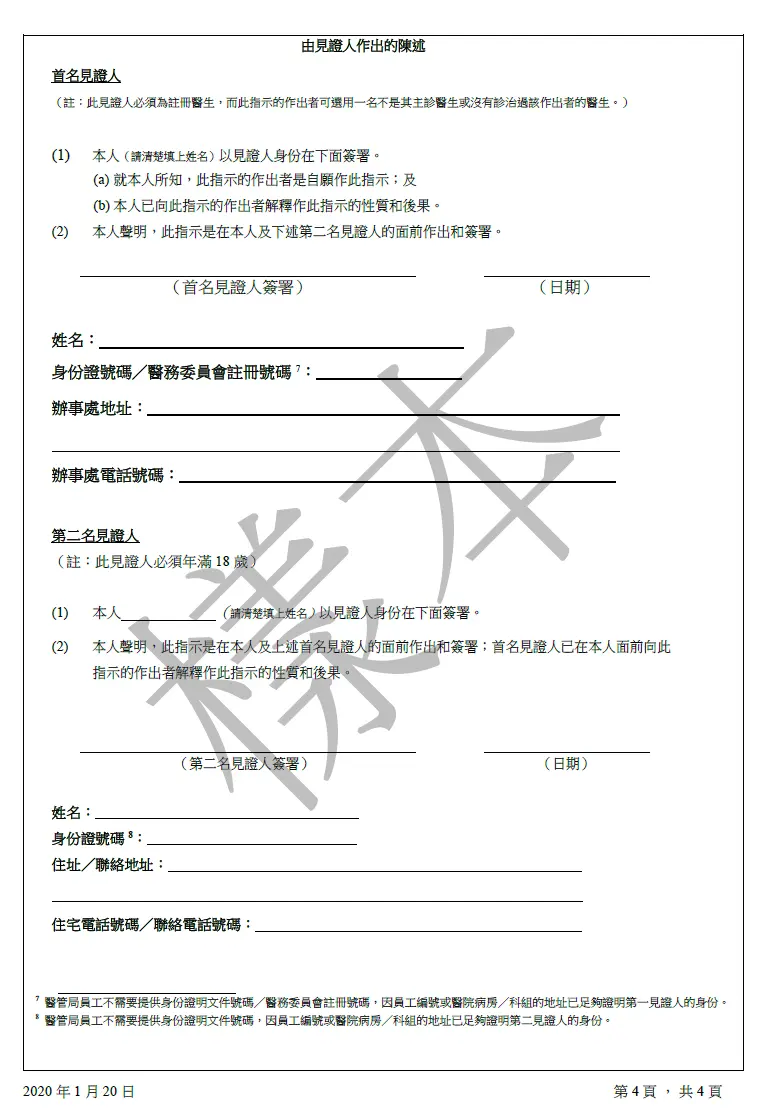 由見證人作出的陳述
首名見證人
（註：此見證人必須為註冊醫生，而此指示的作出者可選用一名不是其主診醫生或沒有診治過該作出者的醫生。）
(1) 本人（請清楚填上姓名）以見證人身份在下面簽署。
(a) 就本人所知，此指示的作出者是自願作此指示；及
(b) 本人已向此指示的作出者解釋作此指示的性質和後果。
(2) 本人聲明，此指示是在本人及下述第二名見證人的面前作出和簽署。
（首名見證人簽署） （日期）
姓名：
身份證號碼／醫務委員會註冊號碼 7：
辦事處地址：
辦事處電話號碼：
樣本
第二名見證人
（註：此見證人必須年滿 18 歲）
(1) 本人____________（請清楚填上姓名）以見證人身份在下面簽署。
(2) 本人聲明，此指示是在本人及上述首名見證人的面前作出和簽署；首名見證人已在本人面前向此
指示的作出者解釋作此指示的性質和後果。
（第二名見證人簽署） （日期）
姓名：
身份證號碼 8：
住址／聯絡地址：
住宅電話號碼／聯絡電話號碼：
7 醫管局員工不需要提供身份證明文件號碼／醫務委員會註冊號碼，因員工編號或醫院病房／科組的地址已足夠證明第一見證人的身份。
8 醫管局員工不需要提供身份證明文件號碼，因員工編號或醫院病房／科組的地址已足夠證明第二見證人的身份。
2020 年 1 月 20 日 第 4 頁 ， 共 4 頁